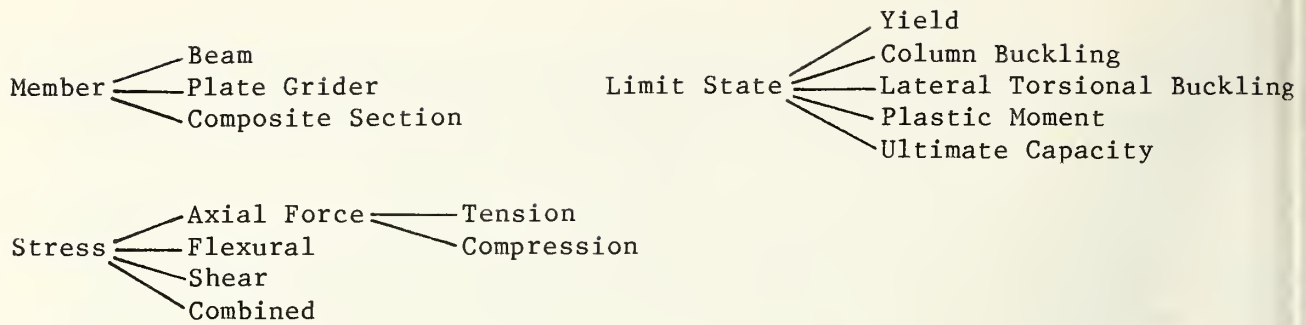 Member
Beam
Plate Grider
Composite Section
Limit State
Yield
Column Buckling
Lateral Torsional Buckling
Plastic Moment
Ultimate Capacity
Stress
Axial Force
Flexural
Shear
Combined
Tension
Compression